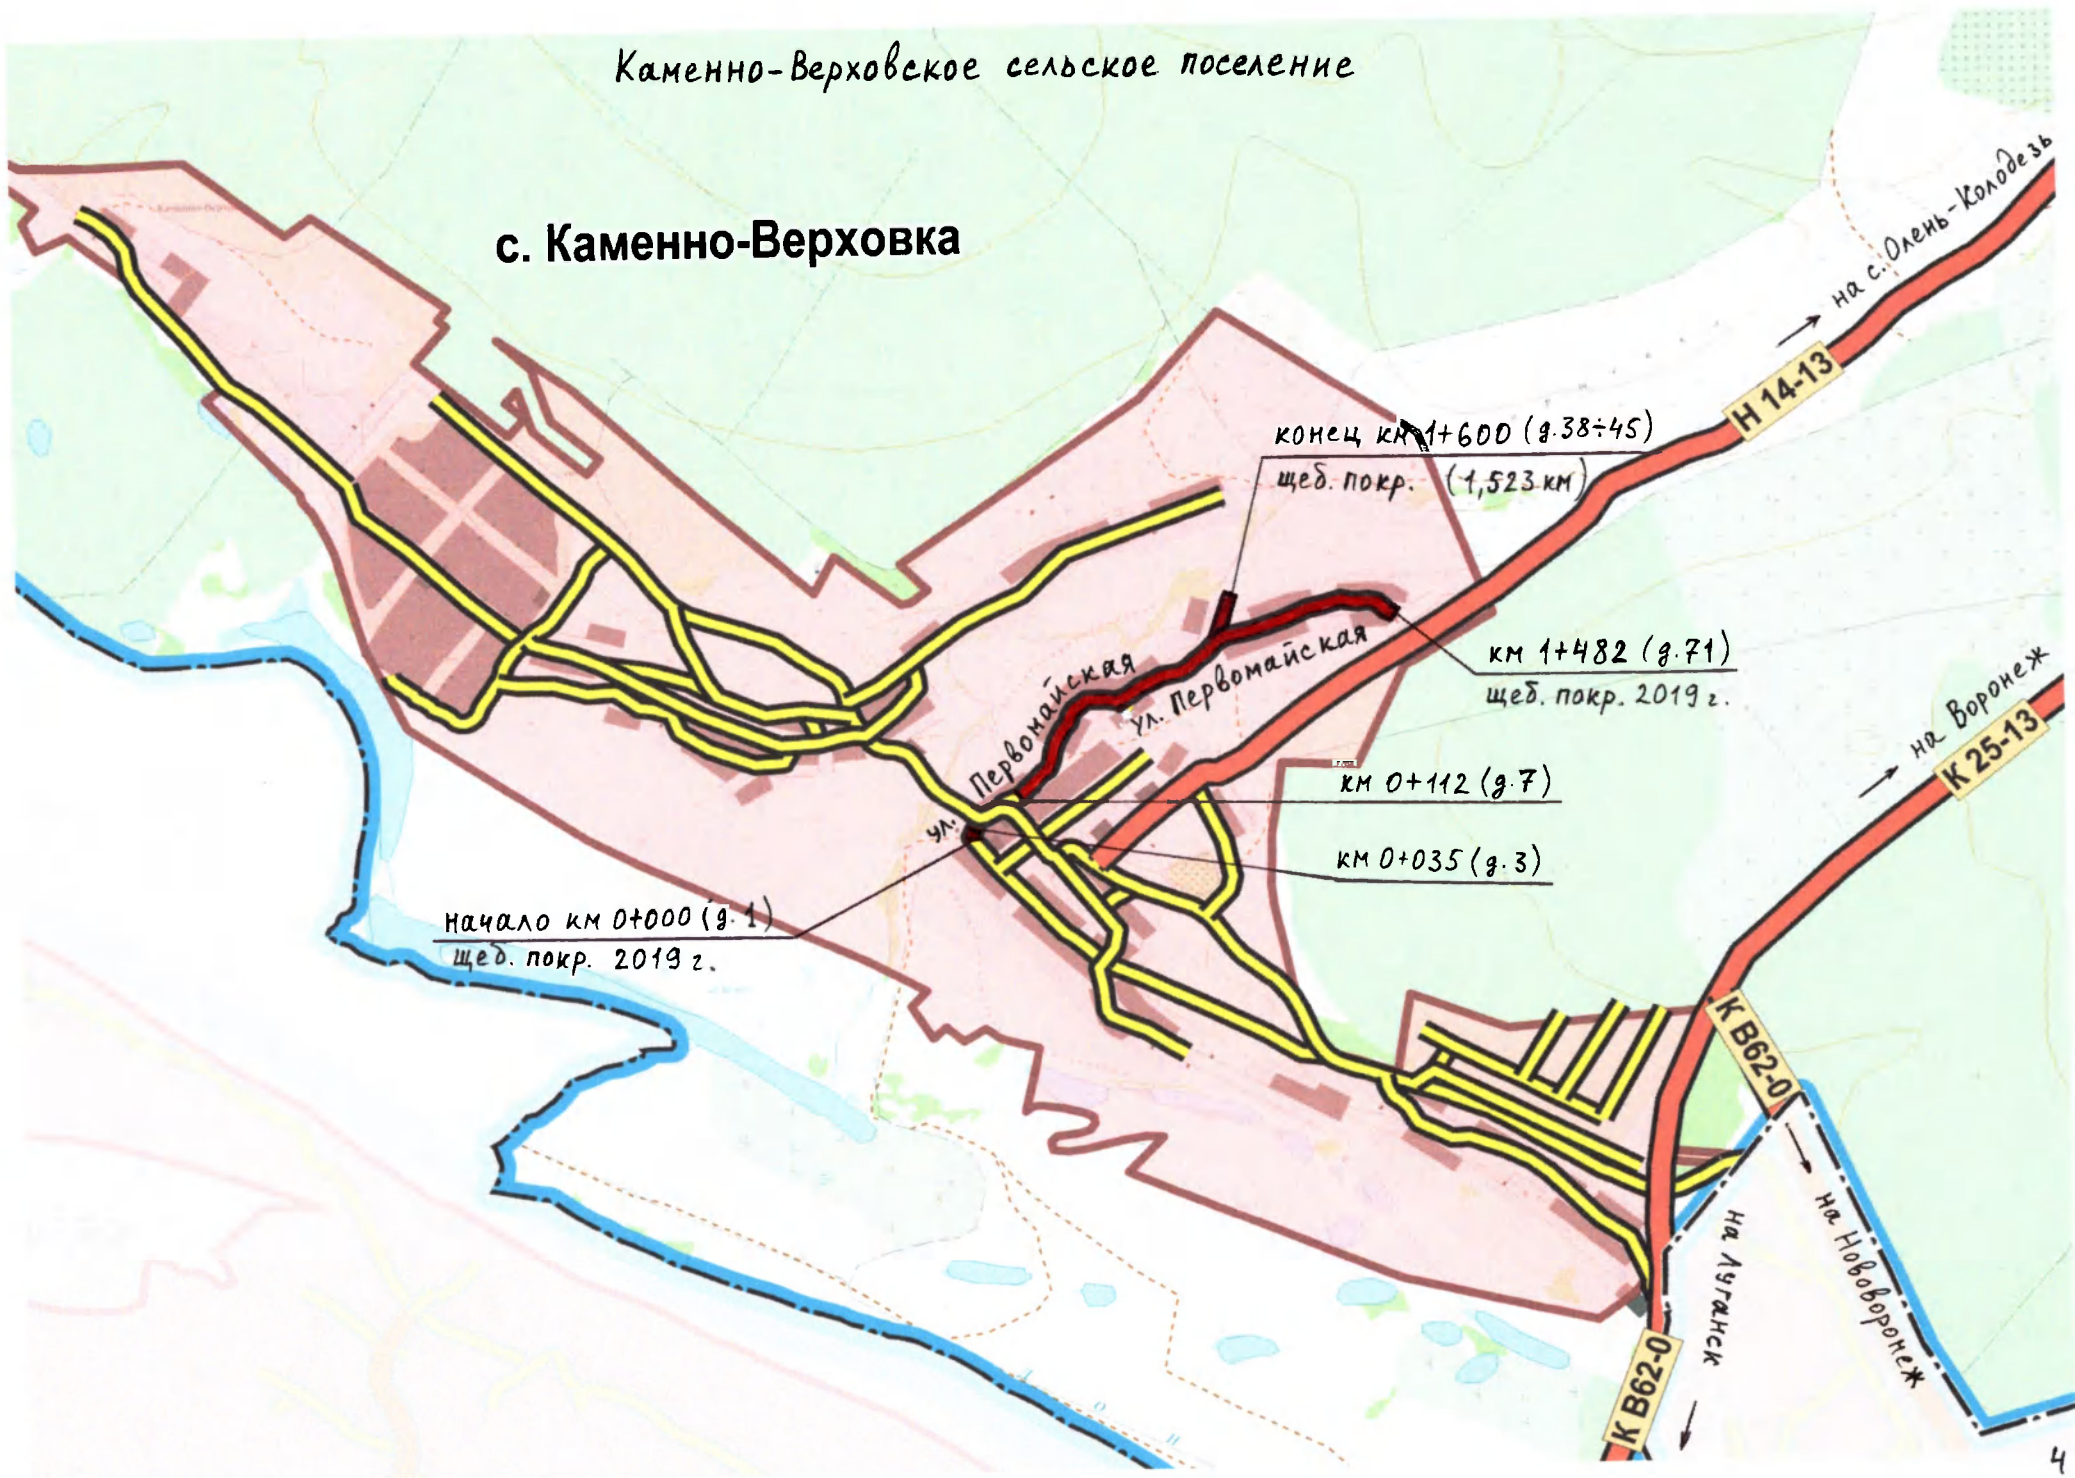 Каменно-Верховское сельское поселение
с. Каменно-Верховка
на с. Олень-Колодезь
Н 14-13
конец км 1+600 (д.38÷45)
щеб. покр. (1,523 км)
км 1+482 (д.71)
щеб. покр. 2019 г.
ул. Первомайская
ул. Первомайская
на Воронеж
К 25-13
км 0+112 (д.7)
км 0+035 (д.3)
начало км 0+000 (д.1)
щеб. покр. 2019 г.
К В62-0
на Луганск
на Нововоронеж
К В62-0
Д о н
4